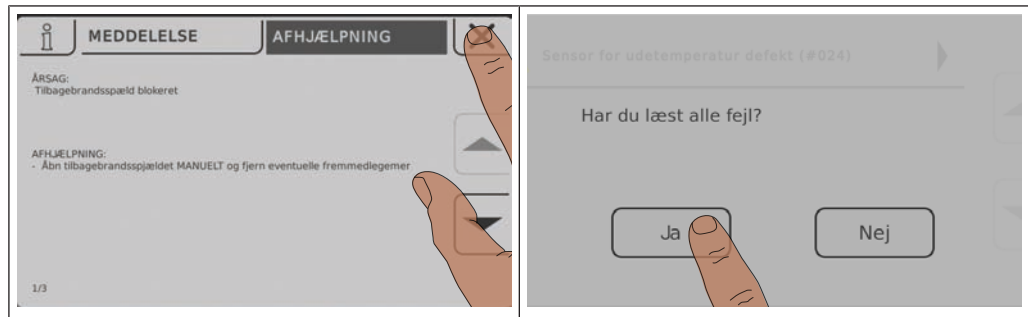 MEDDELELSE
AFHJÆLPNING
ÅRSAG:
Tilbagebrandsspæld blokeret
AFHJÆLPNING:
- Åbn tilbagebrandsspjældet MANUELT og fjern eventuelle fremmedlegemer
1/3
Sensor for udetemperatur defekt (#024)
Har du læst alle fejl?
Ja
Nej